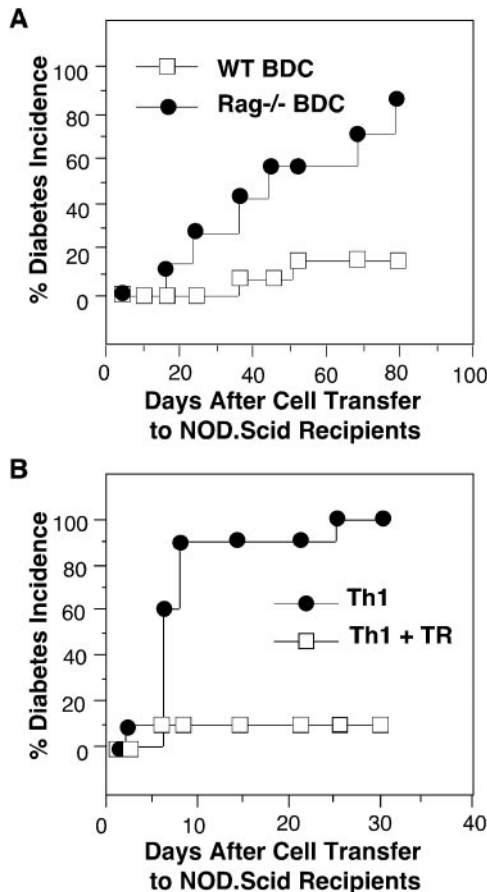 A
% Diabetes Incidence
100
80
60
40
20
0
WT BDC
Rag-/- BDC
0 20 40 60 80 100
Days After Cell Transfer
to NOD.Scid Recipients
B
% Diabetes Incidence
100
80
60
40
20
0
Th1
Th1 + TR
0 10 20 30 40
Days After Cell Transfer
to NOD.Scid Recipients